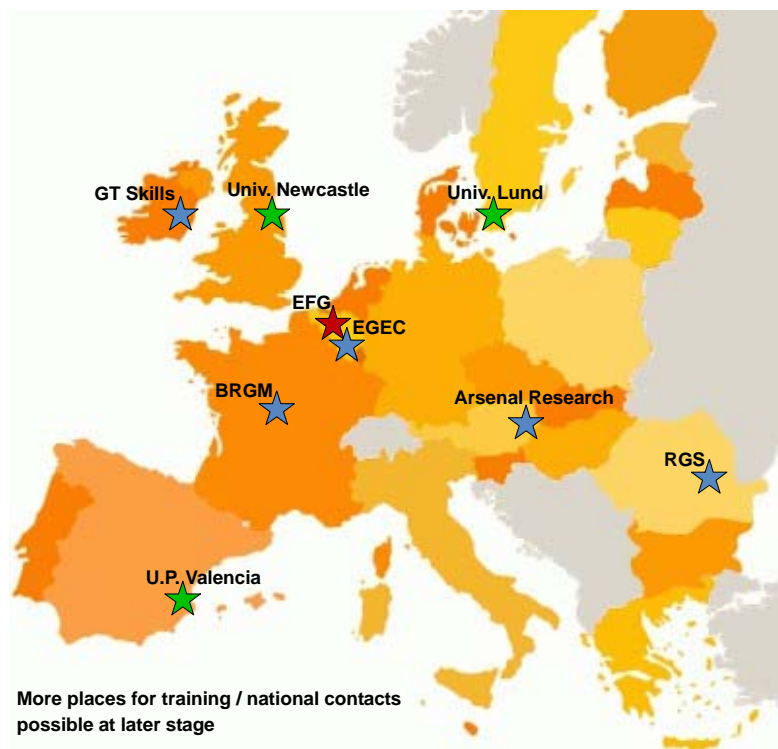 GT Skills
Univ. Newcastle
Univ. Lund
EFG
EGEC
BRGM
Arsenal Research
RGS
U.P. Valencia
More places for training / national contacts
possible at later stage